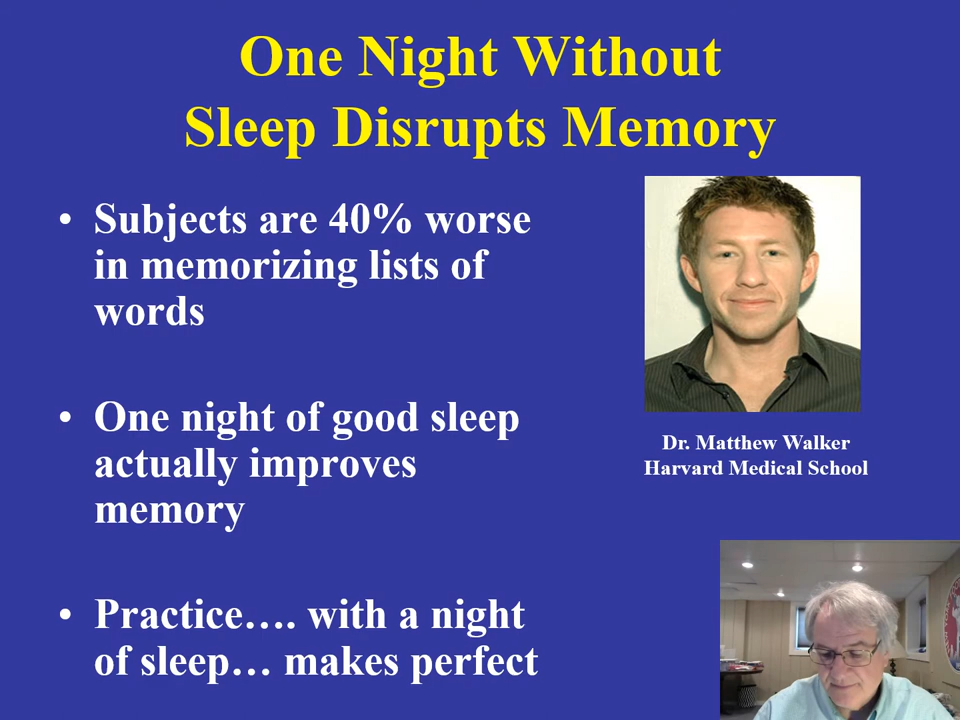 One Night Without
Sleep Disrupts Memory
• Subjects are 40% worse
in memorizing lists of
words
• One night of good sleep
actually improves
memory
• Practice…. with a night
of sleep… makes perfect
Dr. Matthew Walker
Harvard Medical School